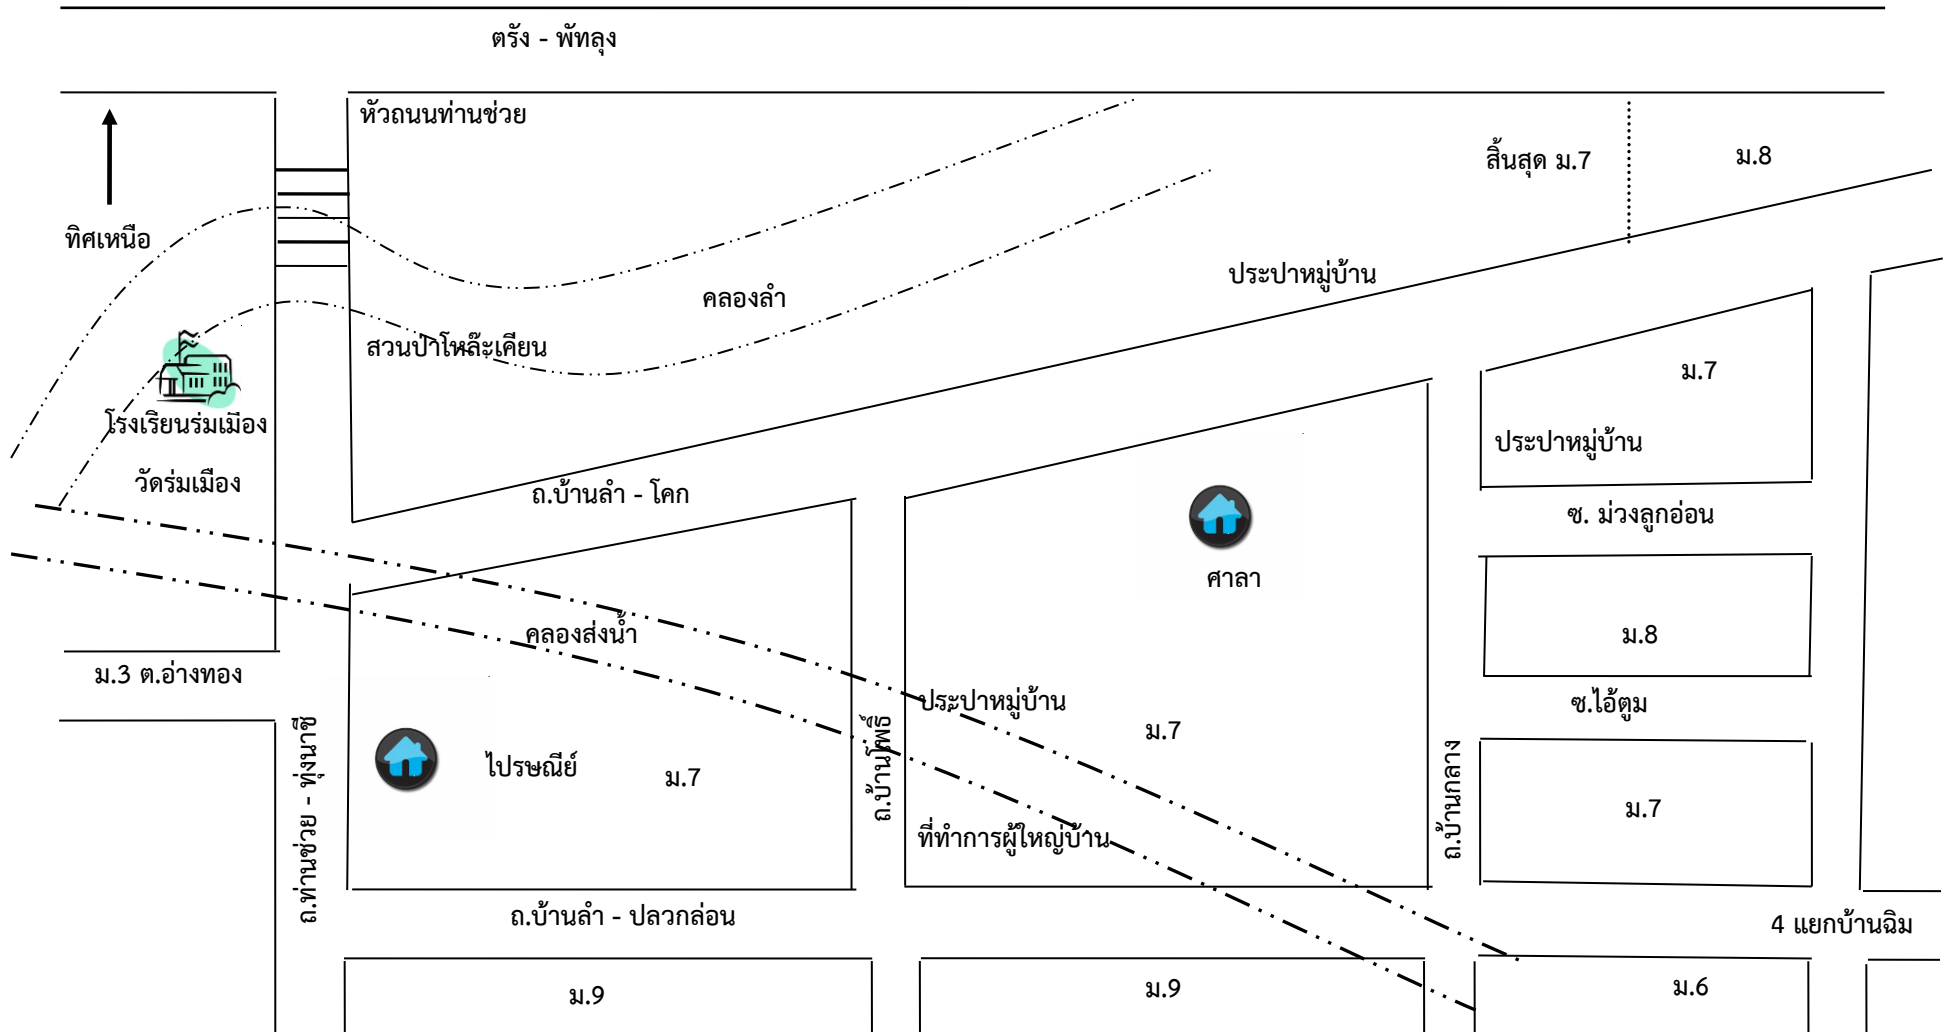 ตรัง - พัทลุง
หัวถนนท่านช่วย
สิ้นสุด ม.7
ม.8
ทิศเหนือ
ประปาหมู่บ้าน
คลองลำ
สวนป่าโหล๊ะเคียน
ม.7
โรงเรียนร่มเมือง
ประปาหมู่บ้าน
วัดร่มเมือง
ถ.บ้านลำ - โคก
ซ. ม่วงลูกอ่อน
ศาลา
คลองส่งน้ำ
ม.8
ม.3 ต.อ่างทอง
ประปาหมู่บ้าน
ซ.ไอ้ตูม
ม.7
ไปรษณีย์
ม.7
ถ.ท่านช่วย - ทุ่งนาชี
ถ.บ้านโพธิ์
ถ.บ้านกลาง
ม.7
ที่ทำการผู้ใหญ่บ้าน
ถ.บ้านลำ - ปลวกล่อน
4 แยกบ้านฉิม
ม.9
ม.9
ม.6